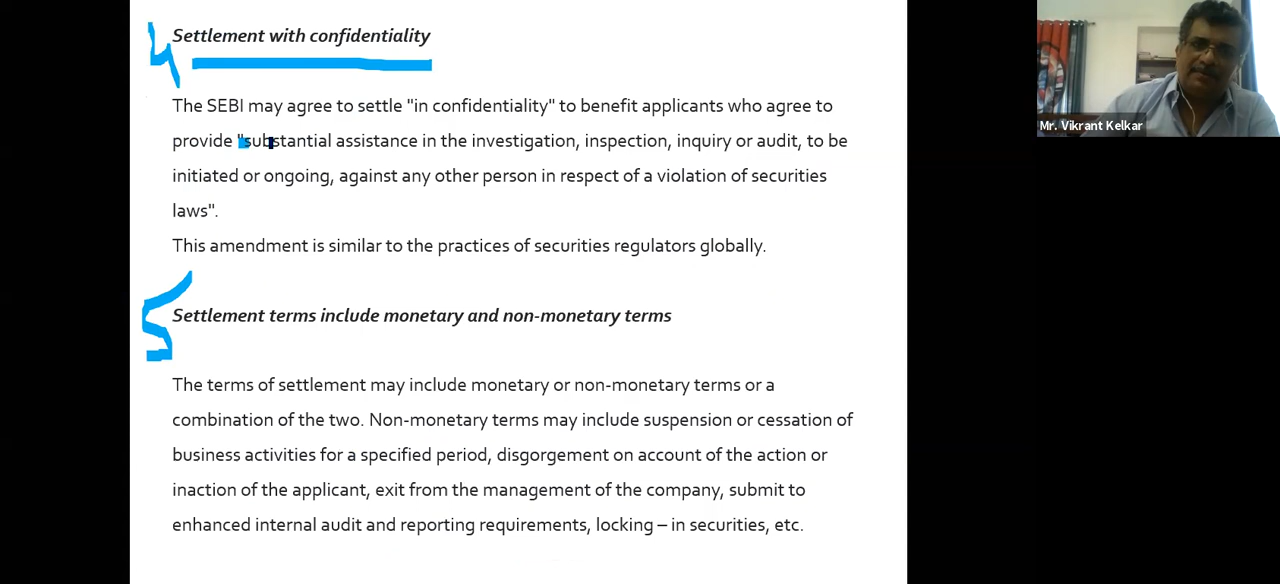 4
Settlement with confidentiality
The SEBI may agree to settle "in confidentiality" to benefit applicants who agree to
provide "substantial assistance in the investigation, inspection, inquiry or audit, to be
initiated or ongoing, against any other person in respect of a violation of securities
laws".
This amendment is similar to the practices of securities regulators globally.
5
Settlement terms include monetary and non-monetary terms
The terms of settlement may include monetary or non-monetary terms or a
combination of the two. Non-monetary terms may include suspension or cessation of
business activities for a specified period, disgorgement on account of the action or
inaction of the applicant, exit from the management of the company, submit to
enhanced internal audit and reporting requirements, locking – in securities, etc.
Mr. Vikrant Kelkar